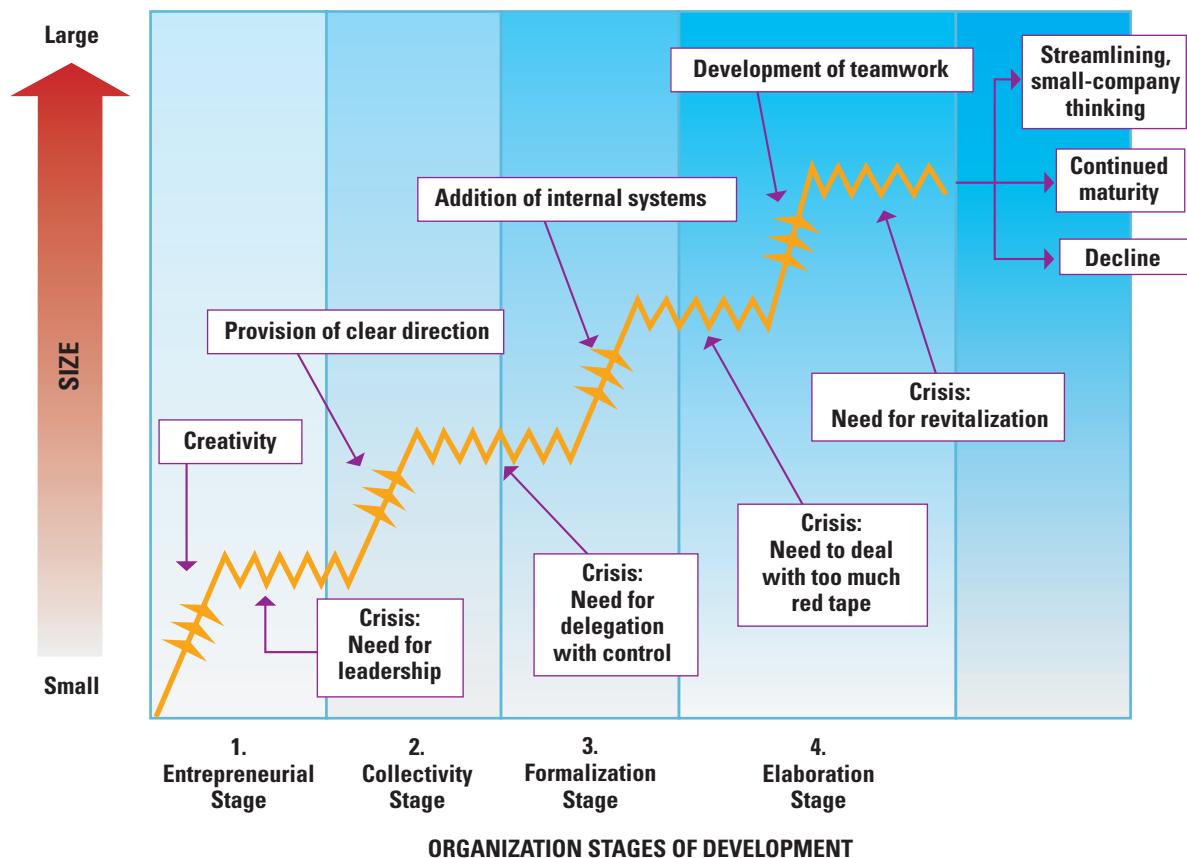 Large
SIZE
Small
Creativity
Crisis:
Need for
leadership
Provision of clear direction
Crisis:
Need for
delegation
with control
Addition of internal systems
Crisis:
Need to deal
with too much
red tape
Development of teamwork
Crisis:
Need for revitalization
Streamlining,
small-company
thinking
Continued
maturity
Decline
1.
Entrepreneurial
Stage
2.
Collectivity
Stage
3.
Formalization
Stage
4.
Elaboration
Stage
ORGANIZATION STAGES OF DEVELOPMENT